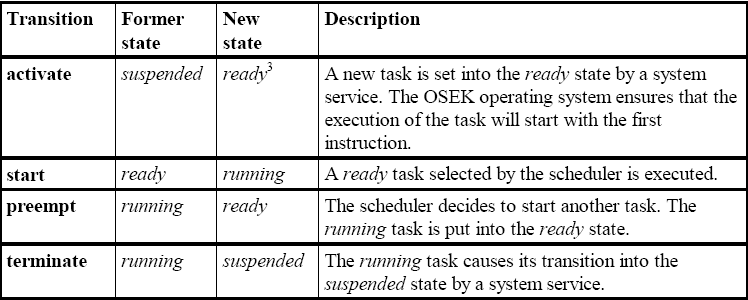 Transition Former state New state Description
activate suspended ready3 A new task is set into the ready state by a system
service. The OSEK operating system ensures that the
execution of the task will start with the first
instruction.
start ready running A ready task selected by the scheduler is executed.
preempt running ready The scheduler decides to start another task. The
running task is put into the ready state.
terminate running suspended The running task causes its transition into the
suspended state by a system service.